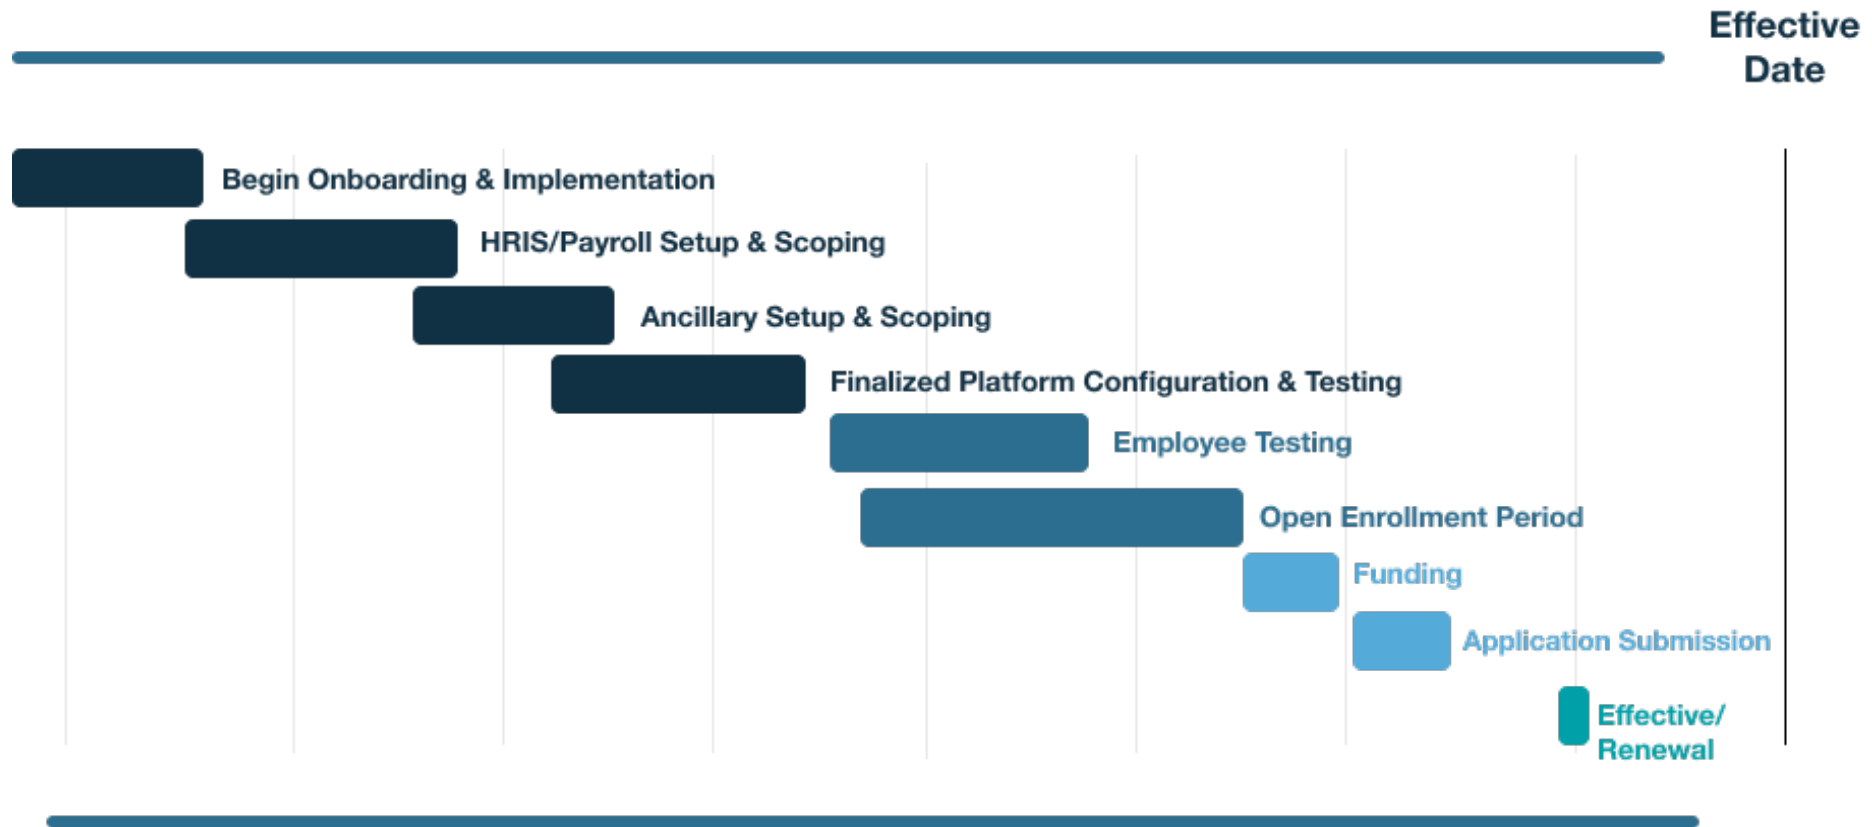 Effective
Date
Begin Onboarding & Implementation
HRIS/Payroll Setup & Scoping
Ancillary Setup & Scoping
Finalized Platform Configuration & Testing
Employee Testing
Open Enrollment Period
Funding
Application Submission
Effective/
Renewal